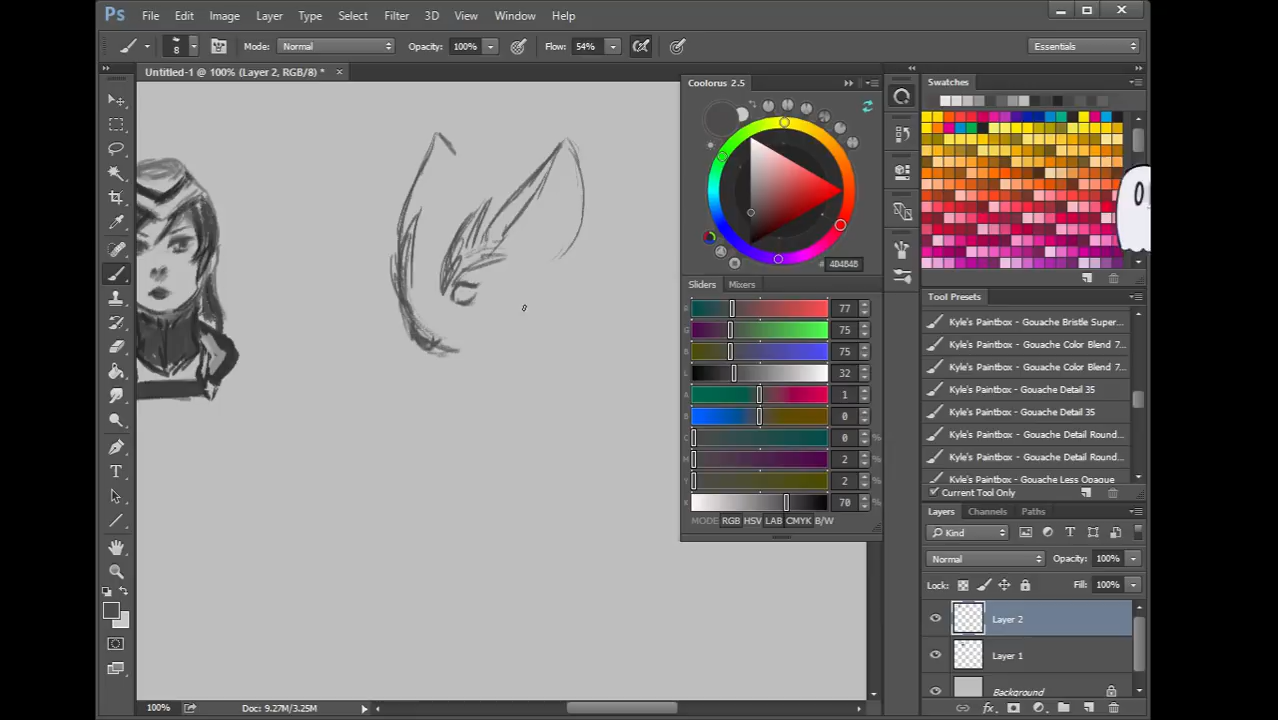 Ps File Edit Image Layer Type Select Filter 3D View Window Help
8 Mode: Normal Opacity: 100% Flow: 54% Essentials
Untitled-1 @ 100% (Layer 2, RGB/8) *
Coolorus 2.5
# 4D4B4B
Sliders Mixers
R 77
G 75
B 75
L 32
A 1
B 0
C 0 %
M 2 %
Y 2 %
K 70 %
MODE RGB HSV LAB CMYK B/W
Swatches
Tool Presets
Kyle's Paintbox - Gouache Bristle Super...
Kyle's Paintbox - Gouache Color Blend 7...
Kyle's Paintbox - Gouache Color Blend 7...
Kyle's Paintbox - Gouache Detail 35
Kyle's Paintbox - Gouache Detail 35
Kyle's Paintbox - Gouache Detail Round...
Kyle's Paintbox - Gouache Detail Round...
Kyle's Paintbox - Gouache Less Opaque
Current Tool Only
Layers Channels Paths
Kind
Normal Opacity: 100%
Lock: Fill: 100%
Layer 2
Layer 1
Background
100% Doc: 9.27M/3.25M